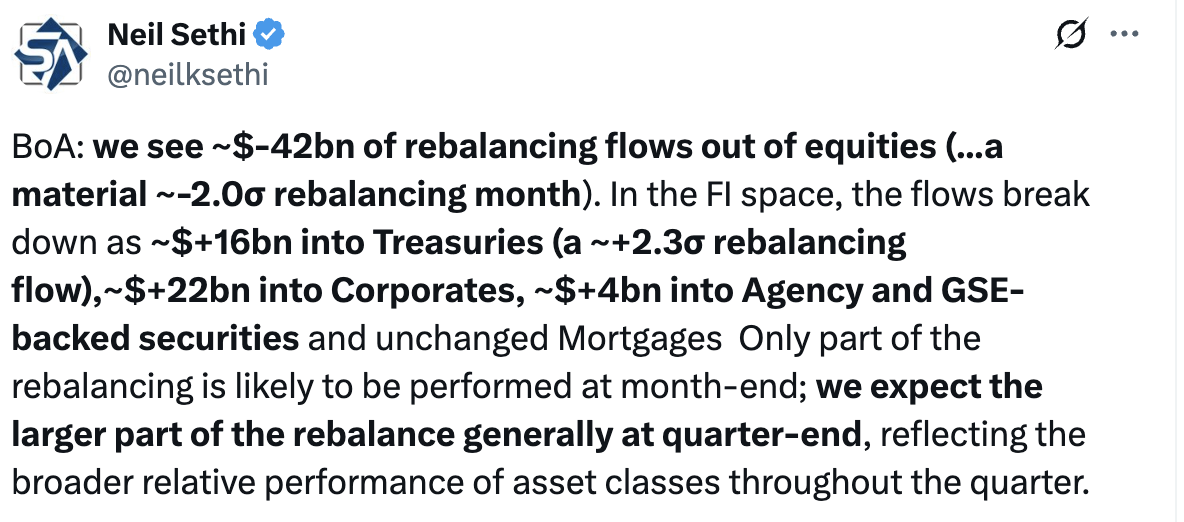 Neil Sethi
@neilksethi
BoA: we see ~$-42bn of rebalancing flows out of equities (...a
material ~-2.0σ rebalancing month). In the FI space, the flows break
down as ~$+16bn into Treasuries (a ~+2.3σ rebalancing
flow),~$+22bn into Corporates, ~$+4bn into Agency and GSE-
backed securities and unchanged Mortgages  Only part of the
rebalancing is likely to be performed at month-end; we expect the
larger part of the rebalance generally at quarter-end, reflecting the
broader relative performance of asset classes throughout the quarter.